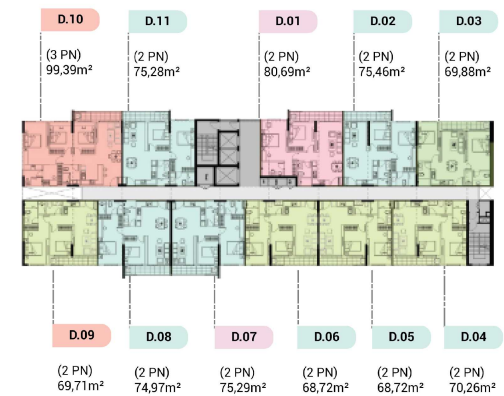 D.10
(3 PN)
99,39m²
D.11
(2 PN)
75,28m²
D.01
(2 PN)
80,69m²
D.02
(2 PN)
75,46m²
D.03
(2 PN)
69,88m²
D.09
(2 PN)
69,71m²
D.08
(2 PN)
74,97m²
D.07
(2 PN)
75,29m²
D.06
(2 PN)
68,72m²
D.05
(2 PN)
68,72m²
D.04
(2 PN)
70,26m²